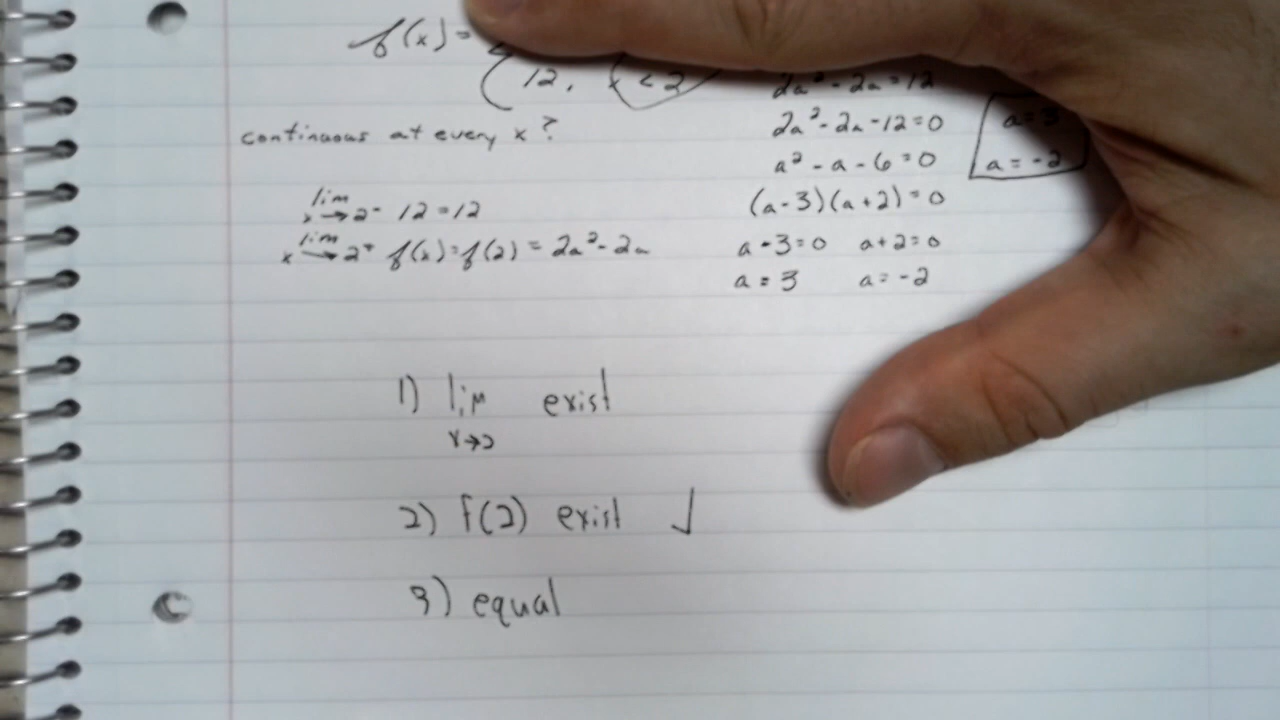 f(x) =
{ 12, x < 2
continuous at every x?
lim x→2⁻ 12 = 12
lim x→2⁺ f(x) = f(2) = 2a² - 2a
2a² - 2a = 12
2a² - 2a - 12 = 0
a² - a - 6 = 0
(a - 3)(a + 2) = 0
a - 3 = 0 a + 2 = 0
a = 3 a = -2
a = 3
a = -2
1) lim x→2 exist
2) f(2) exist ✓
3) equal